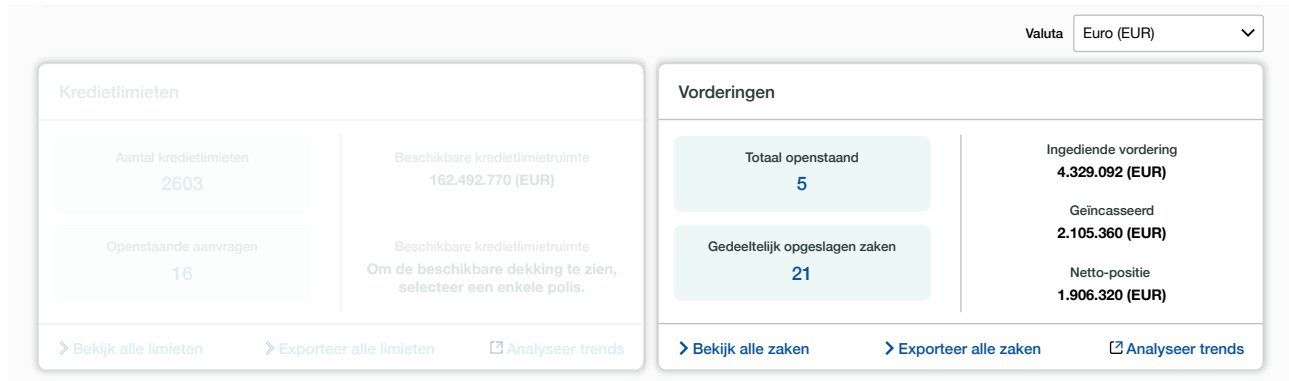 Valuta Euro (EUR)
Kredietlimieten
Aantal kredietlimieten
2603
Beschikbare kredietlimietruimte
162.492.770 (EUR)
Openstaande aanvragen
16
Beschikbare kredietlimietruimte
Om de beschikbare dekking te zien,
selecteer een enkele polis.
Bekijk alle limieten
Exporteer alle limieten
Analyseer trends
Vorderingen
Totaal openstaand
5
Gedeeltelijk opgeslagen zaken
21
Ingediende vordering
4.329.092 (EUR)
Geïncasseerd
2.105.360 (EUR)
Netto-positie
1.906.320 (EUR)
Bekijk alle zaken
Exporteer alle zaken
Analyseer trends